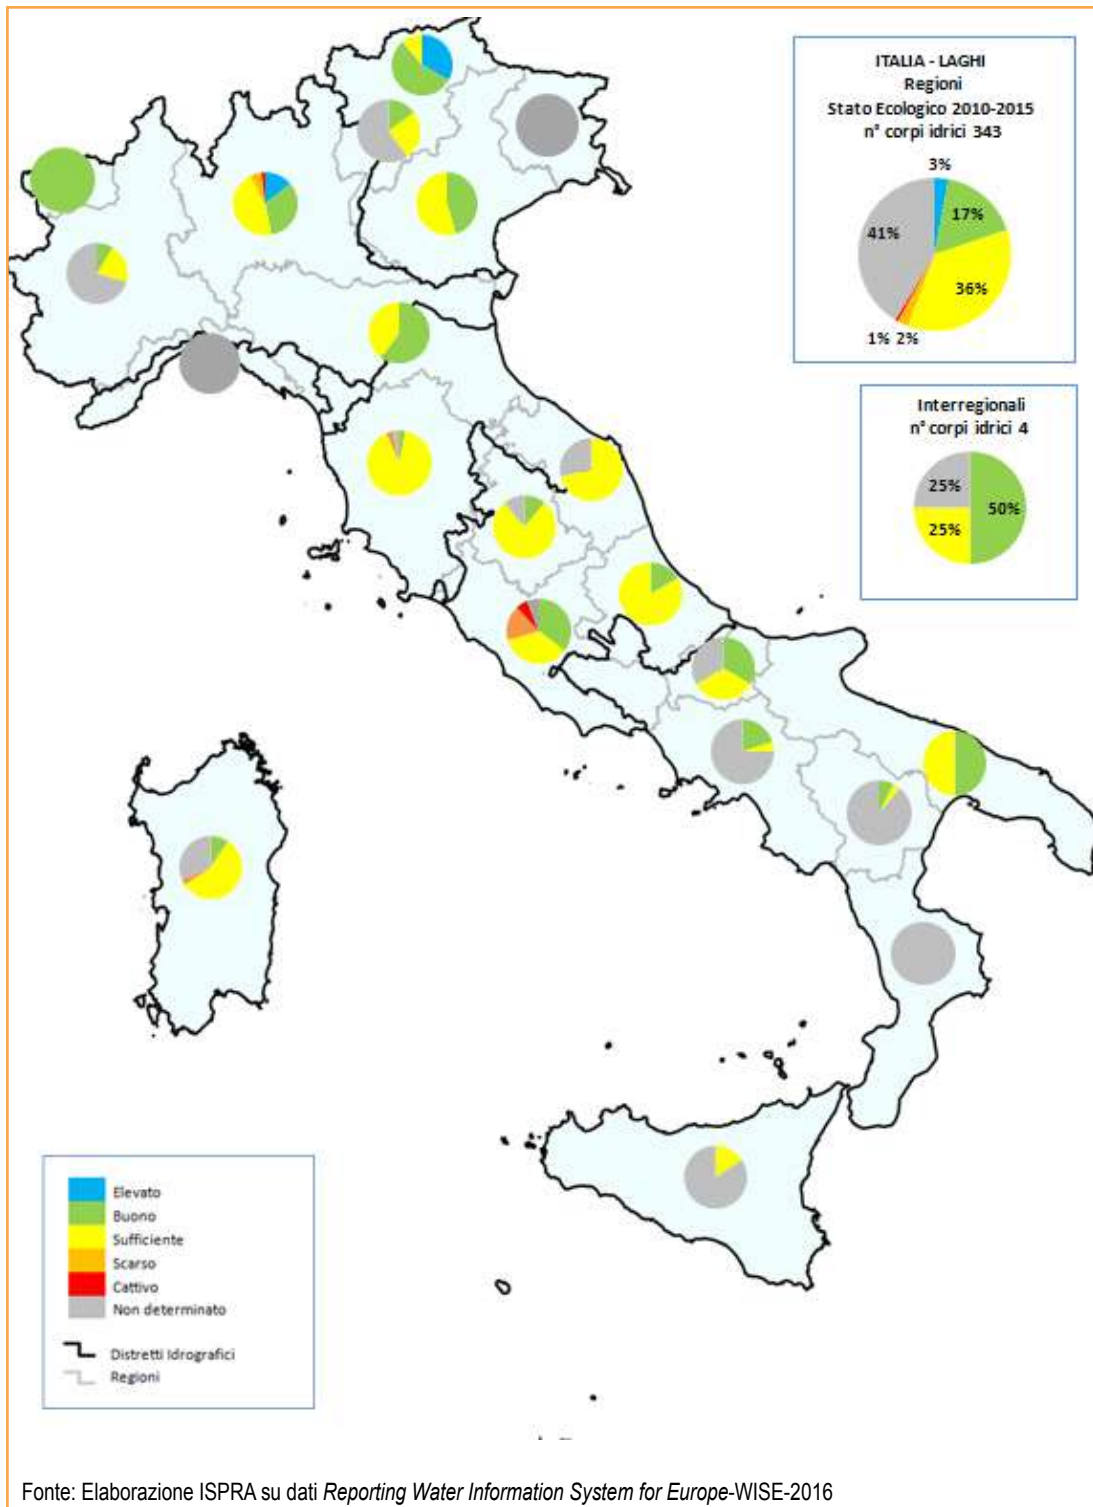 ITALIA - LAGHI
Regioni
Stato Ecologico 2010-2015
n° corpi idrici 343
3%
17%
41%
36%
1% 2%
Interregionali
n° corpi idrici 4
25%
50%
25%
Elevato
Buono
Sufficiente
Scarso
Cattivo
Non determinato
Distretti Idrografici
Regioni
Fonte: Elaborazione ISPRA su dati Reporting Water Information System for Europe-WISE-2016